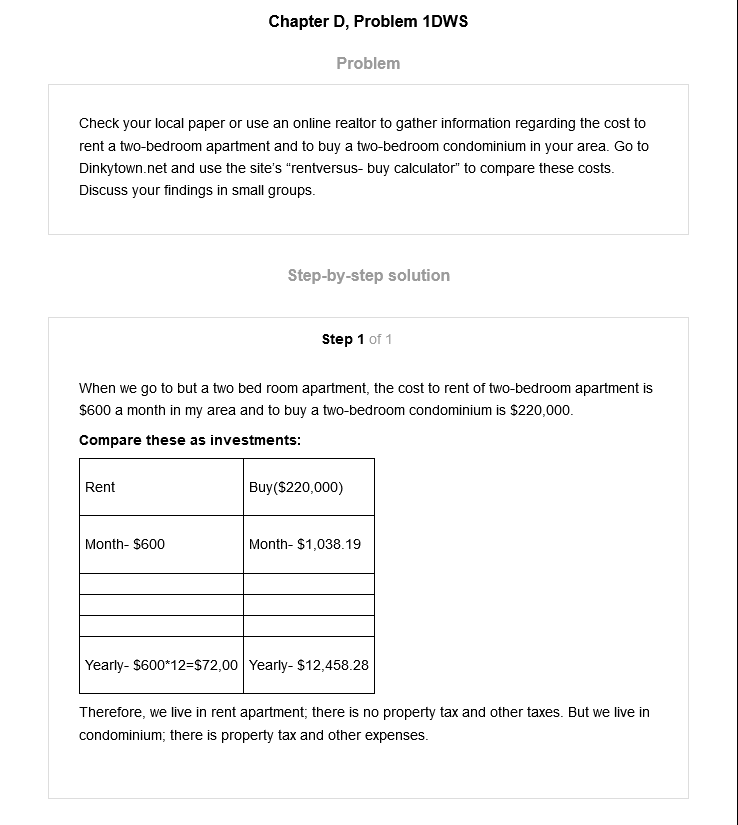 Chapter D, Problem 1DWS
Problem
Check your local paper or use an online realtor to gather information regarding the cost to
rent a two-bedroom apartment and to buy a two-bedroom condominium in your area. Go to
Dinkytown.net and use the site's “rentversus- buy calculator” to compare these costs.
Discuss your findings in small groups.
Step-by-step solution
Step 1 of 1
When we go to but a two bed room apartment, the cost to rent of two-bedroom apartment is
$600 a month in my area and to buy a two-bedroom condominium is $220,000.
Compare these as investments:
Rent Buy($220,000)
Month- $600 Month- $1,038.19
Yearly- $600*12=$72,00 Yearly- $12,458.28
Therefore, we live in rent apartment; there is no property tax and other taxes. But we live in
condominium; there is property tax and other expenses.